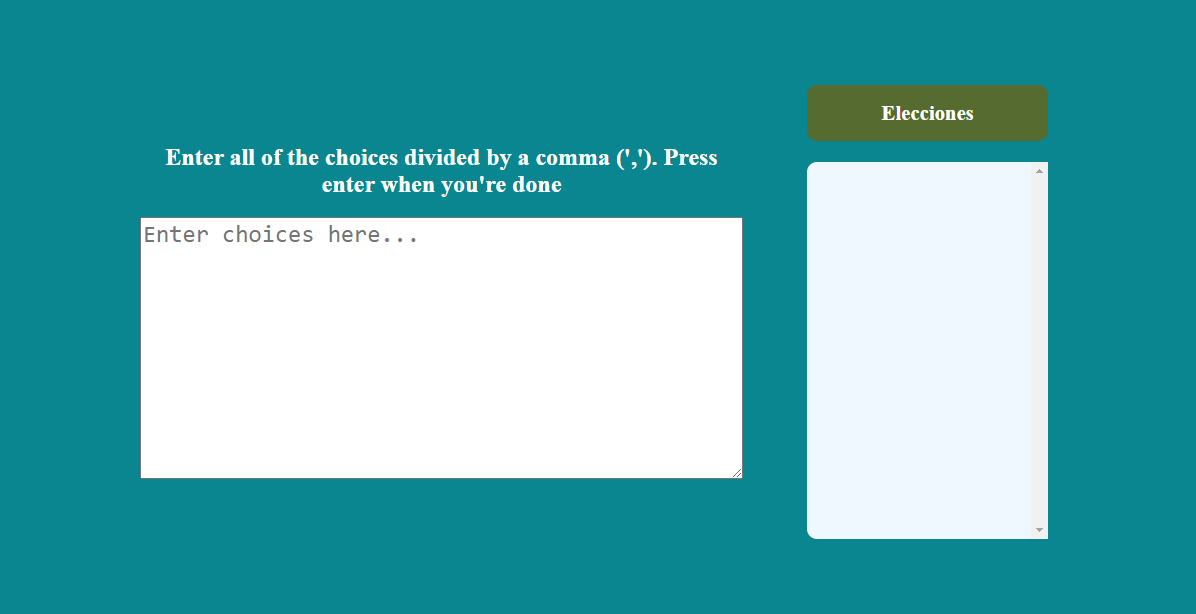 Enter all of the choices divided by a comma (','). Press
enter when you're done
Enter choices here...
Elecciones